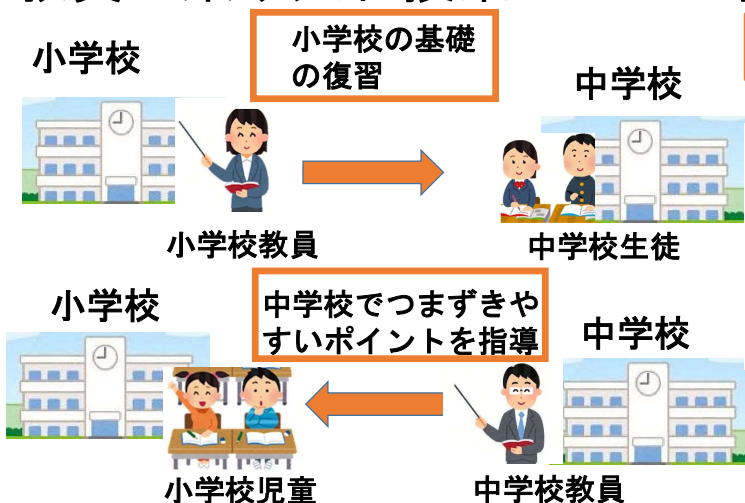 小学校
小学校の基礎
の復習
中学校
小学校教員
中学校生徒
小学校
中学校でつまずきや
すいポイントを指導
中学校
小学校児童
中学校教員